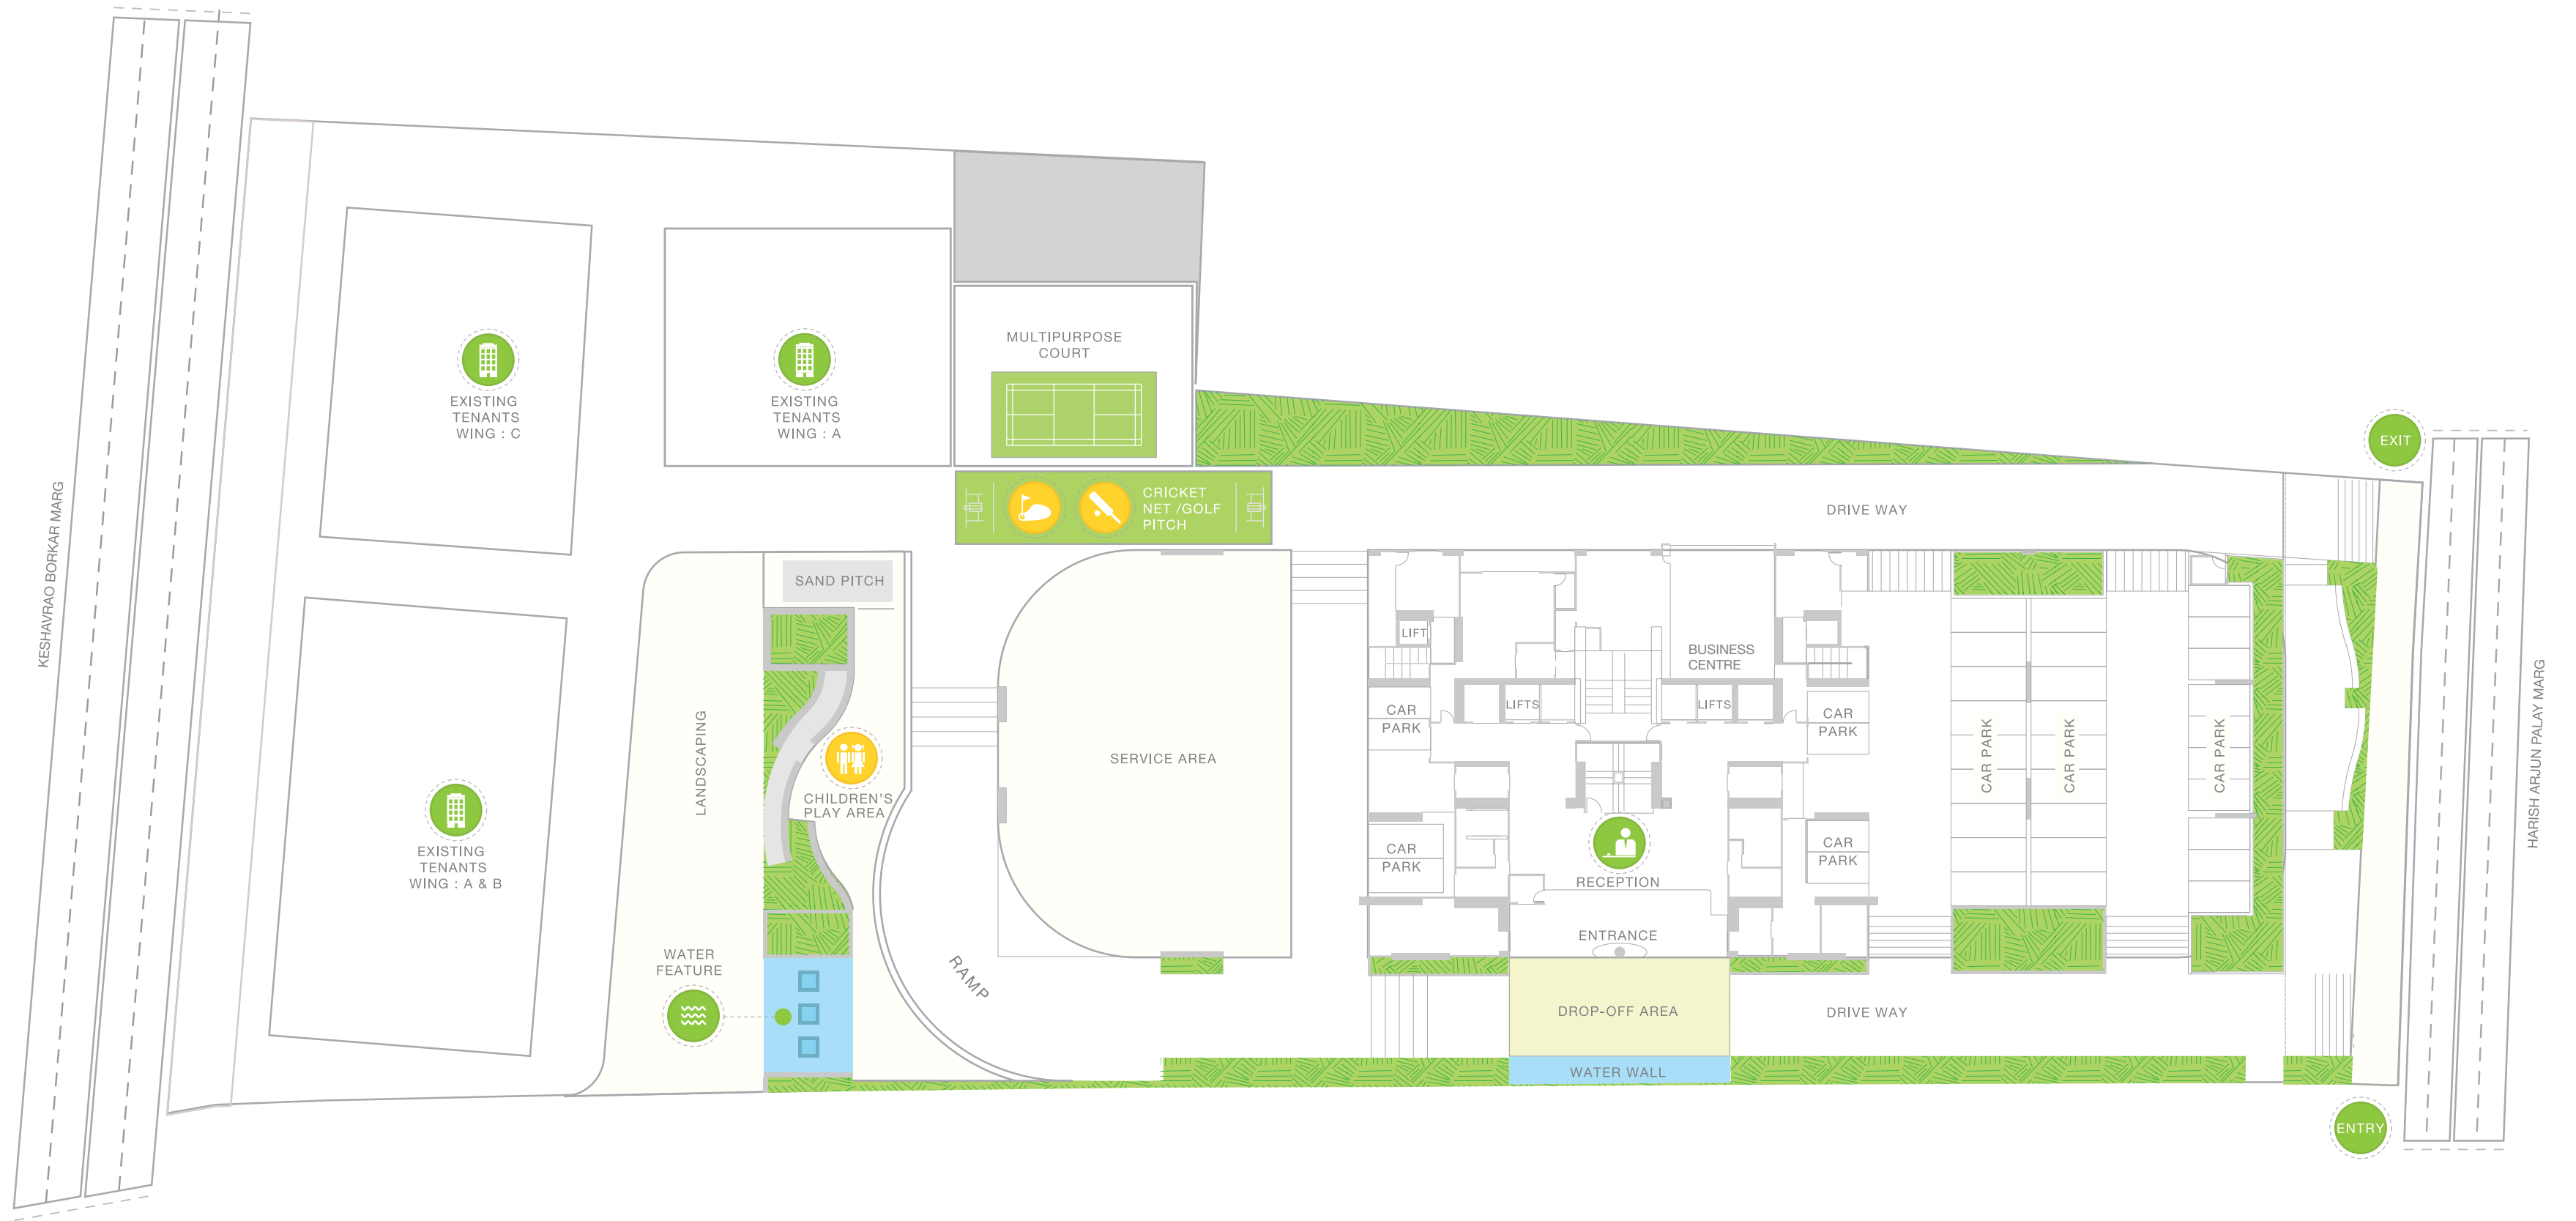 KESHAVRAO BORKAR MARG
EXISTING
TENANTS
WING : C
EXISTING
TENANTS
WING : A
MULTIPURPOSE
COURT
CRICKET
NET /GOLF
PITCH
EXIT
DRIVE WAY
SAND PITCH
LIFT
BUSINESS
CENTRE
LIFTS
LIFTS
CAR
PARK
CAR
PARK
LANDSCAPING
SERVICE AREA
CAR PARK
CAR PARK
CAR PARK
HARISH ARJUN PALAY MARG
CHILDREN'S
PLAY AREA
EXISTING
TENANTS
WING : A & B
CAR
PARK
CAR
PARK
RECEPTION
ENTRANCE
WATER
FEATURE
RAMP
DROP-OFF AREA
DRIVE WAY
WATER WALL
ENTRY